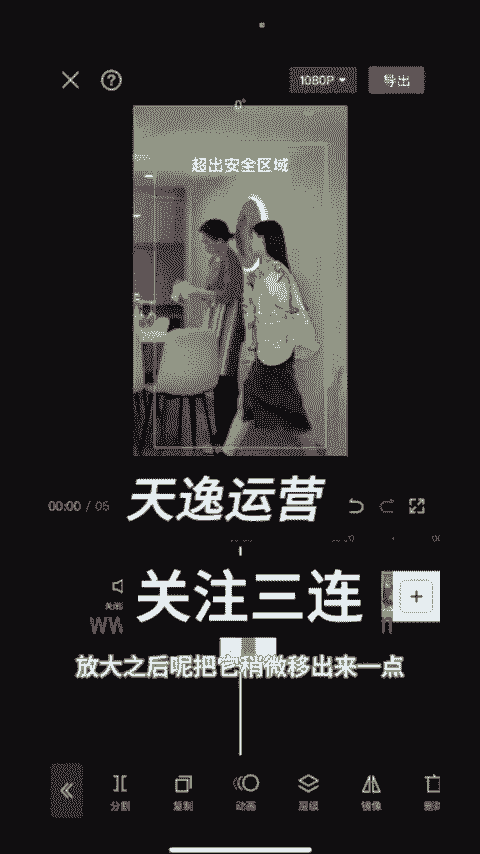 1080P
导出
0°
超出安全区域
00:00 / 05
天逸运营
关注三连
放大之后呢把它稍微移出来一点
分割
复制
动画
层级
镜像